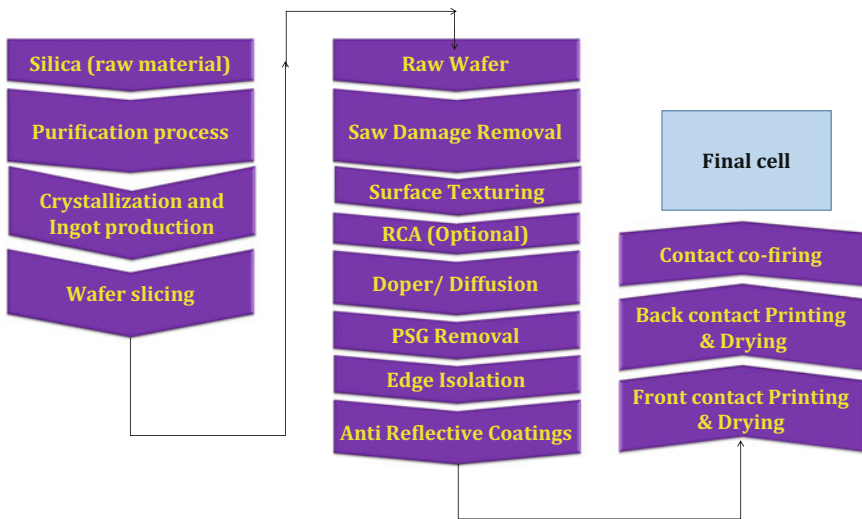 Silica (raw material)
Purification process
Crystallization and
Ingot production
Wafer slicing
Raw Wafer
Saw Damage Removal
Surface Texturing
RCA (Optional)
Doper/ Diffusion
PSG Removal
Edge Isolation
Anti Reflective Coatings
Final cell
Contact co-firing
Back contact Printing
& Drying
Front contact Printing
& Drying